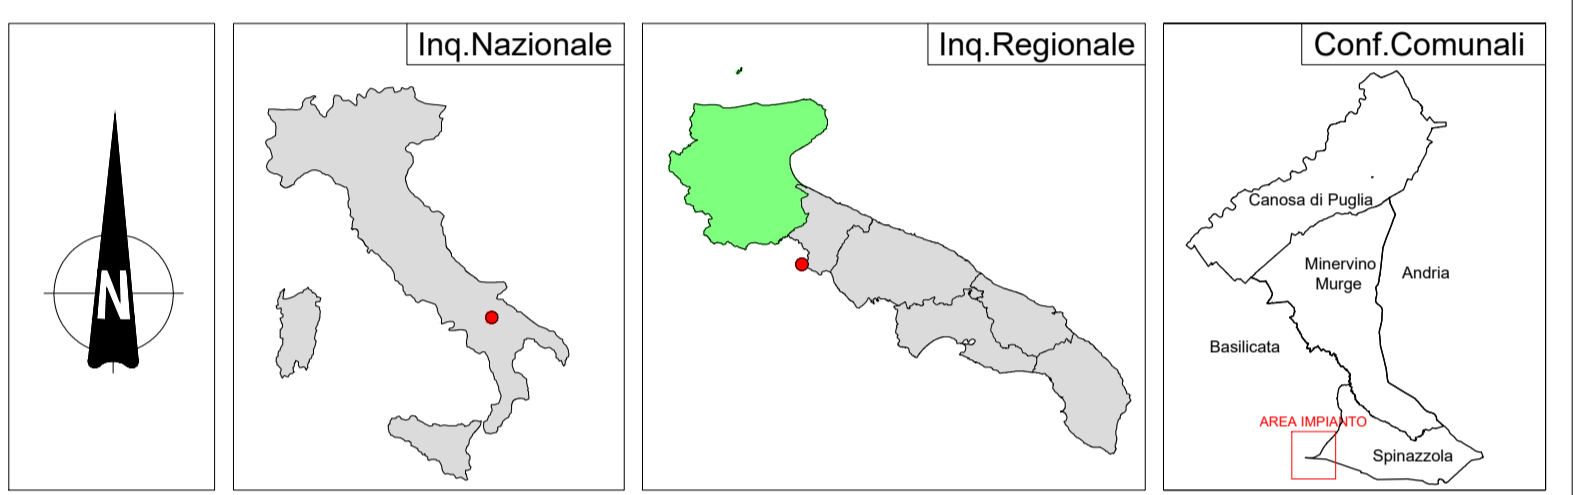 N
Inq.Nazionale
Inq.Regionale
Conf.Comunali
Canosa di Puglia
Minervino
Murge
Andria
Basilicata
AREA IMPIANTO
Spinazzola